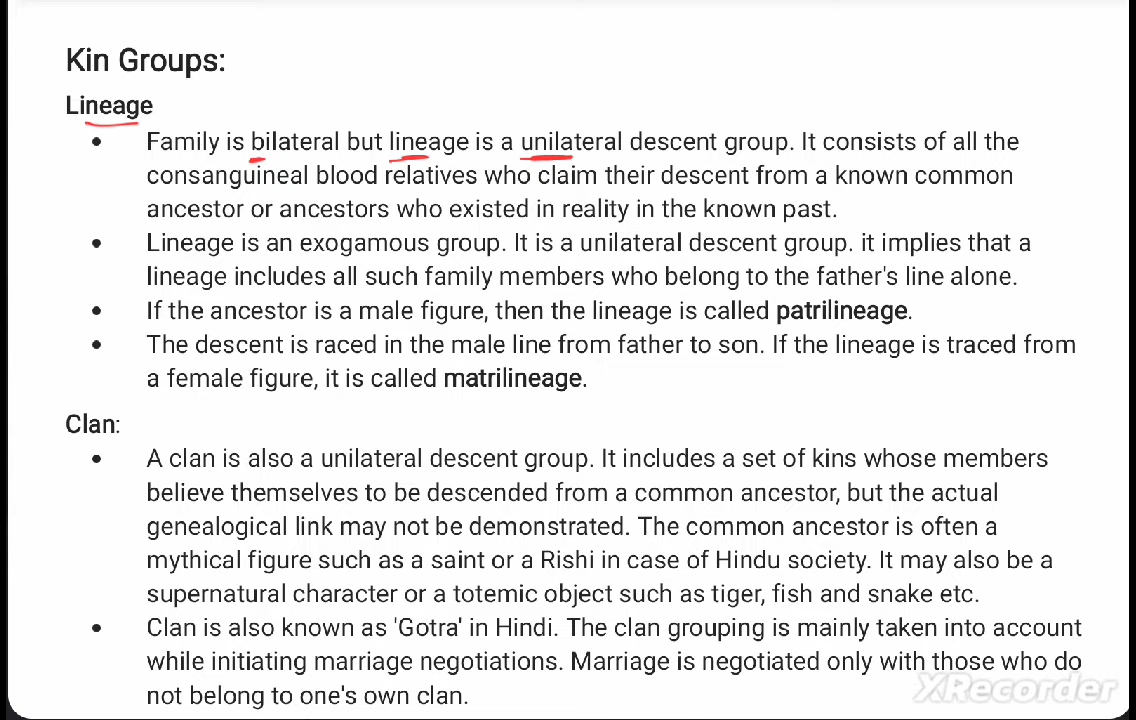 Kin Groups:
Lineage
• Family is bilateral but lineage is a unilateral descent group. It consists of all the
consanguineal blood relatives who claim their descent from a known common
ancestor or ancestors who existed in reality in the known past.
• Lineage is an exogamous group. It is a unilateral descent group. it implies that a
lineage includes all such family members who belong to the father's line alone.
• If the ancestor is a male figure, then the lineage is called patrilineage.
• The descent is raced in the male line from father to son. If the lineage is traced from
a female figure, it is called matrilineage.
Clan:
• A clan is also a unilateral descent group. It includes a set of kins whose members
believe themselves to be descended from a common ancestor, but the actual
genealogical link may not be demonstrated. The common ancestor is often a
mythical figure such as a saint or a Rishi in case of Hindu society. It may also be a
supernatural character or a totemic object such as tiger, fish and snake etc.
• Clan is also known as 'Gotra' in Hindi. The clan grouping is mainly taken into account
while initiating marriage negotiations. Marriage is negotiated only with those who do
not belong to one's own clan.
XRecorder